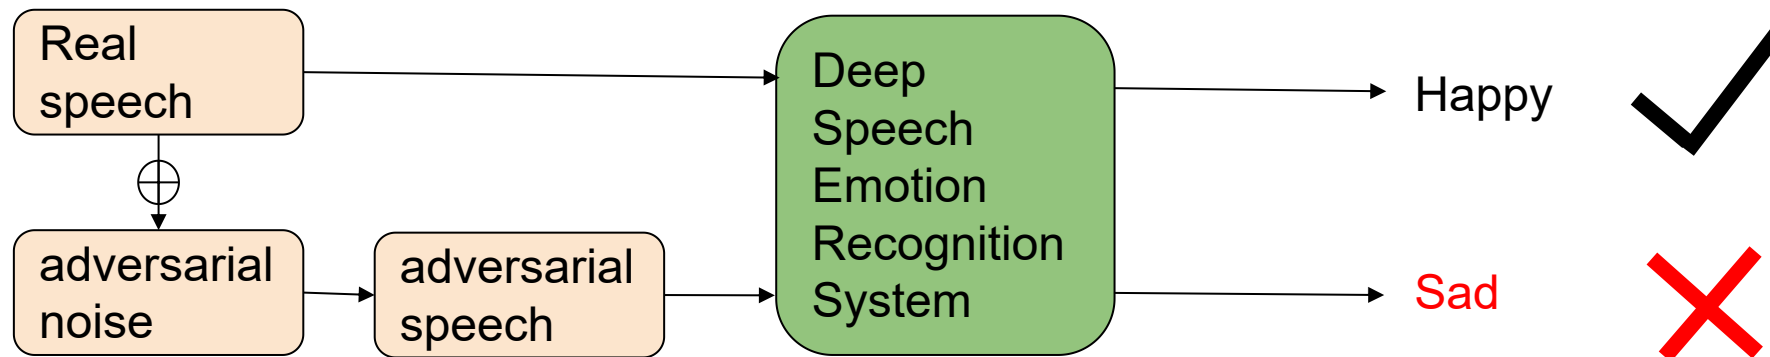 Real
speech
adversarial
noise
adversarial
speech
Deep
Speech
Emotion
Recognition
System
Happy
Sad